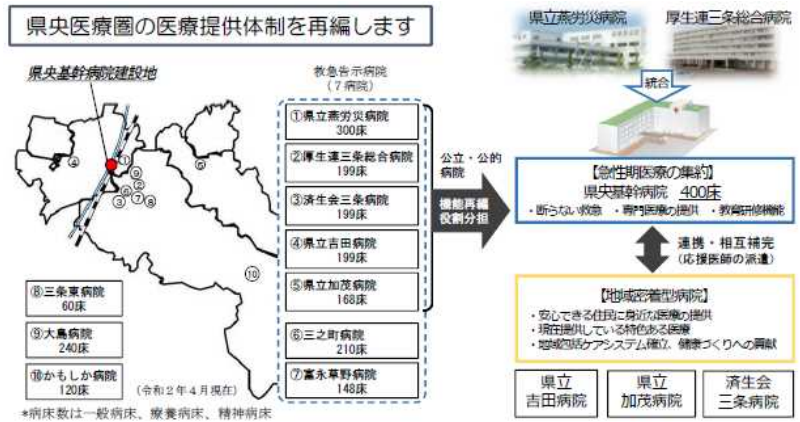 県央医療圏の医療提供体制を再編します
県央基幹病院建設地
④
①
⑤
⑨
②
⑥
③
⑦
⑧
⑩
救急告示病院
(7病院)
①県立燕労災病院
300床
②厚生連三条総合病院
199床
③済生会三条病院
199床
④県立吉田病院
199床
⑤県立加茂病院
168床
⑥三之町病院
210床
⑦富永草野病院
148床
⑧三条東病院
60床
⑨大島病院
240床
⑩かもしか病院
120床
(令和2年4月現在)
*病床数は一般病床、療養病床、精神病床
公立・公的
病院
機能再編
役割分担
県立燕労災病院
厚生連三条総合病院
統合
【急性期医療の集約】
県央基幹病院 400床
・断らない救急 ・専門医療の提供 ・教育研修機能
連携・相互補完
(応援医師の派遣)
【地域密着型病院】
・安心できる住民に身近な医療の提供
・現在提供している特色ある医療
・地域包括ケアシステム確立、健康づくりへの貢献
県立
吉田病院
県立
加茂病院
済生会
三条病院